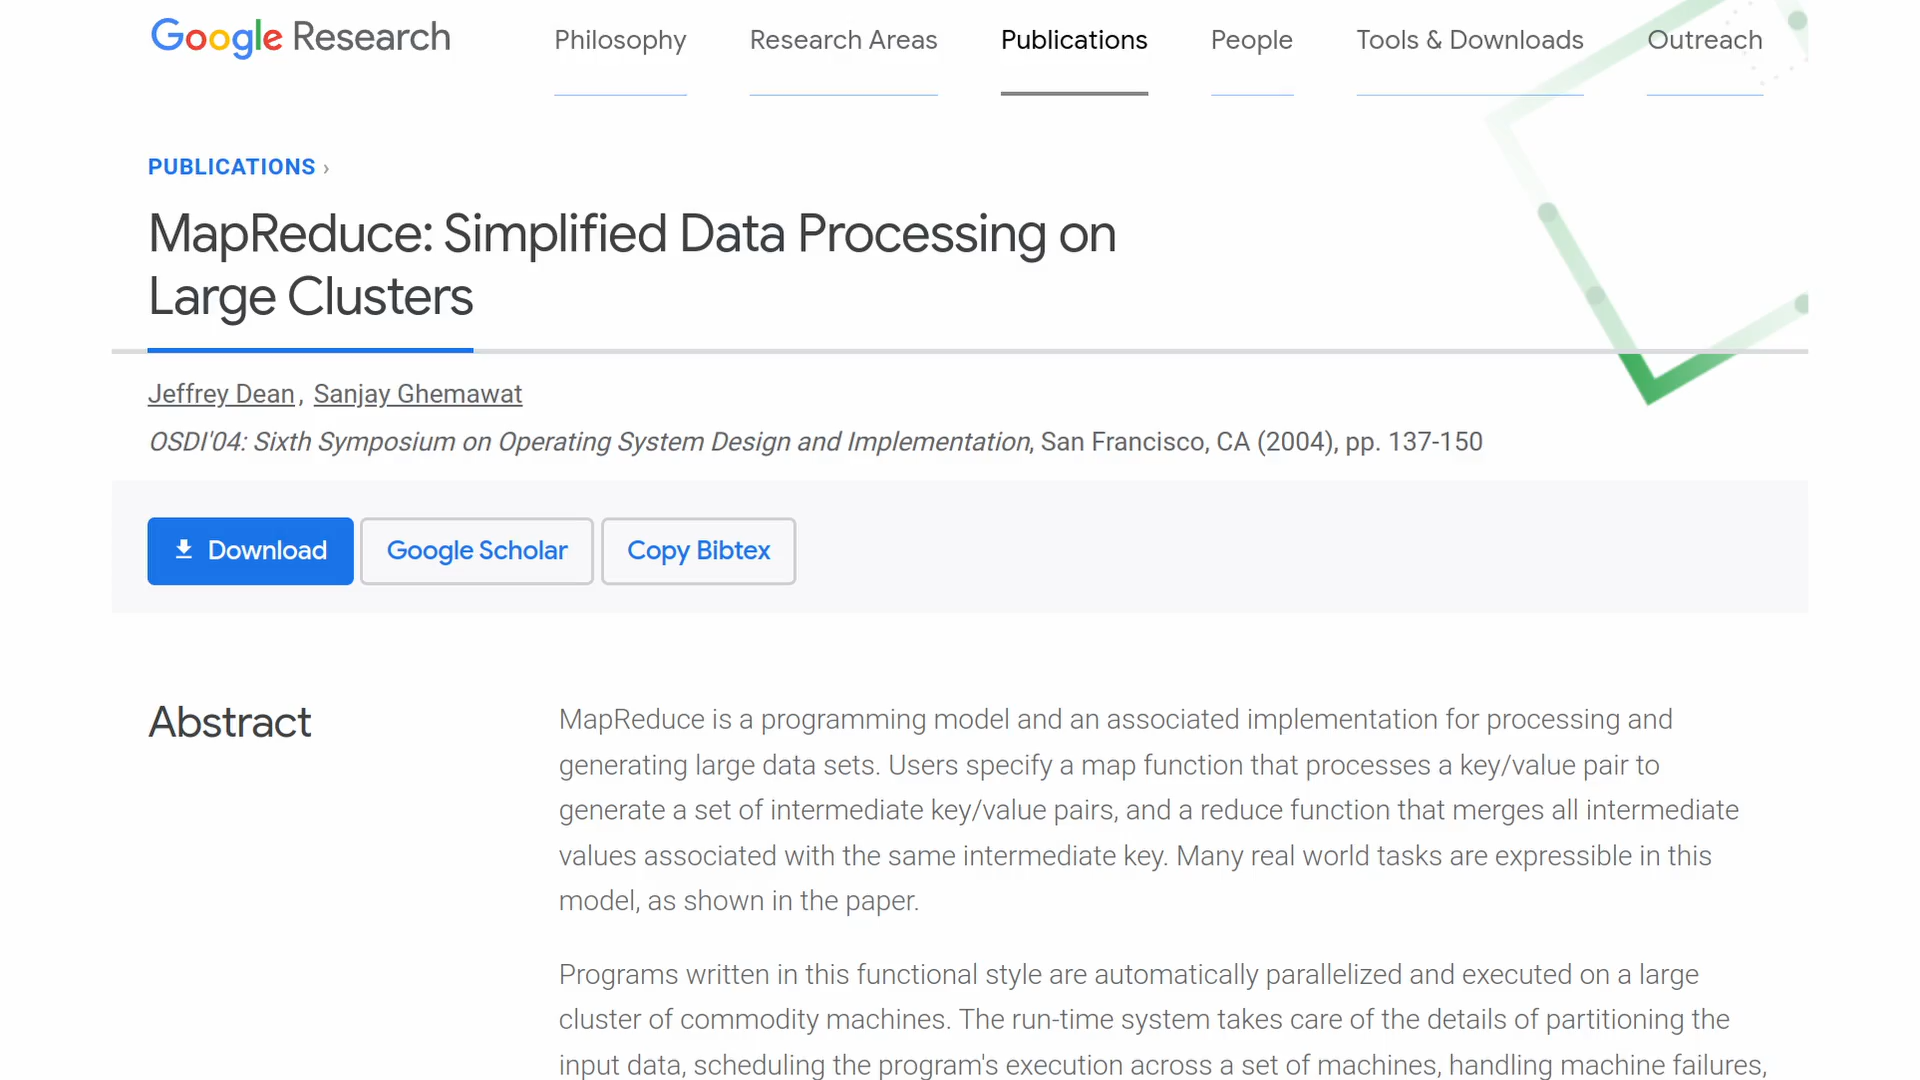 Google Research
Philosophy
Research Areas
Publications
People
Tools & Downloads
Outreach
PUBLICATIONS ›
MapReduce: Simplified Data Processing on
Large Clusters
Jeffrey Dean, Sanjay Ghemawat
OSDI'04: Sixth Symposium on Operating System Design and Implementation, San Francisco, CA (2004), pp. 137-150
Download
Google Scholar
Copy Bibtex
Abstract
MapReduce is a programming model and an associated implementation for processing and
generating large data sets. Users specify a map function that processes a key/value pair to
generate a set of intermediate key/value pairs, and a reduce function that merges all intermediate
values associated with the same intermediate key. Many real world tasks are expressible in this
model, as shown in the paper.
Programs written in this functional style are automatically parallelized and executed on a large
cluster of commodity machines. The run-time system takes care of the details of partitioning the
input data, scheduling the program's execution across a set of machines, handling machine failures,